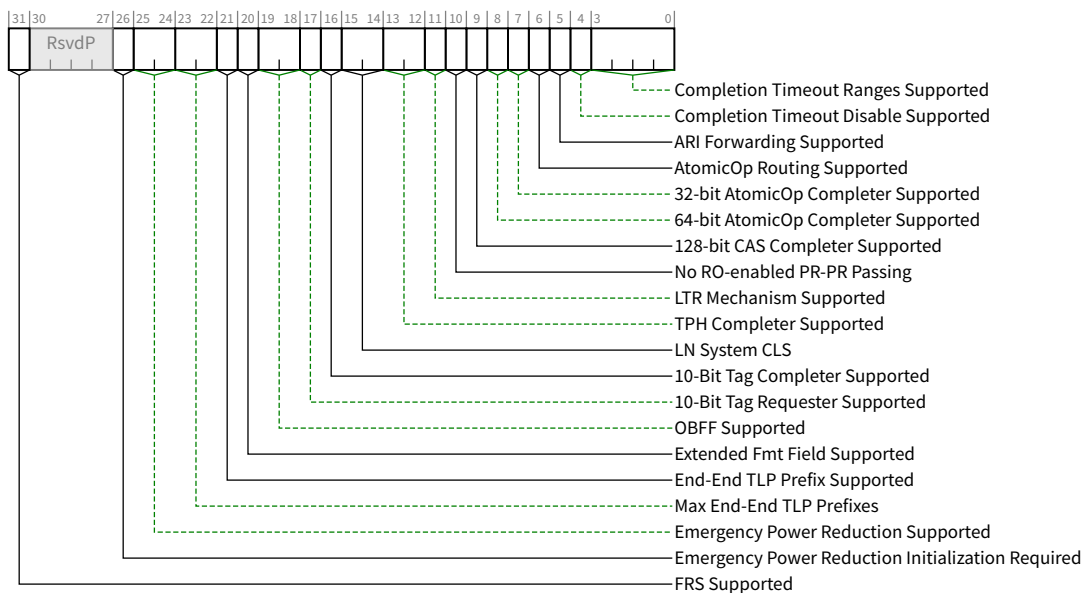 31 30 27 26 25 24 23 22 21 20 19 18 17 16 15 14 13 12 11 10 9 8 7 6 5 4 3 0
RsvdP
Completion Timeout Ranges Supported
Completion Timeout Disable Supported
ARI Forwarding Supported
AtomicOp Routing Supported
32-bit AtomicOp Completer Supported
64-bit AtomicOp Completer Supported
128-bit CAS Completer Supported
No RO-enabled PR-PR Passing
LTR Mechanism Supported
TPH Completer Supported
LN System CLS
10-Bit Tag Completer Supported
10-Bit Tag Requester Supported
OBFF Supported
Extended Fmt Field Supported
End-End TLP Prefix Supported
Max End-End TLP Prefixes
Emergency Power Reduction Supported
Emergency Power Reduction Initialization Required
FRS Supported